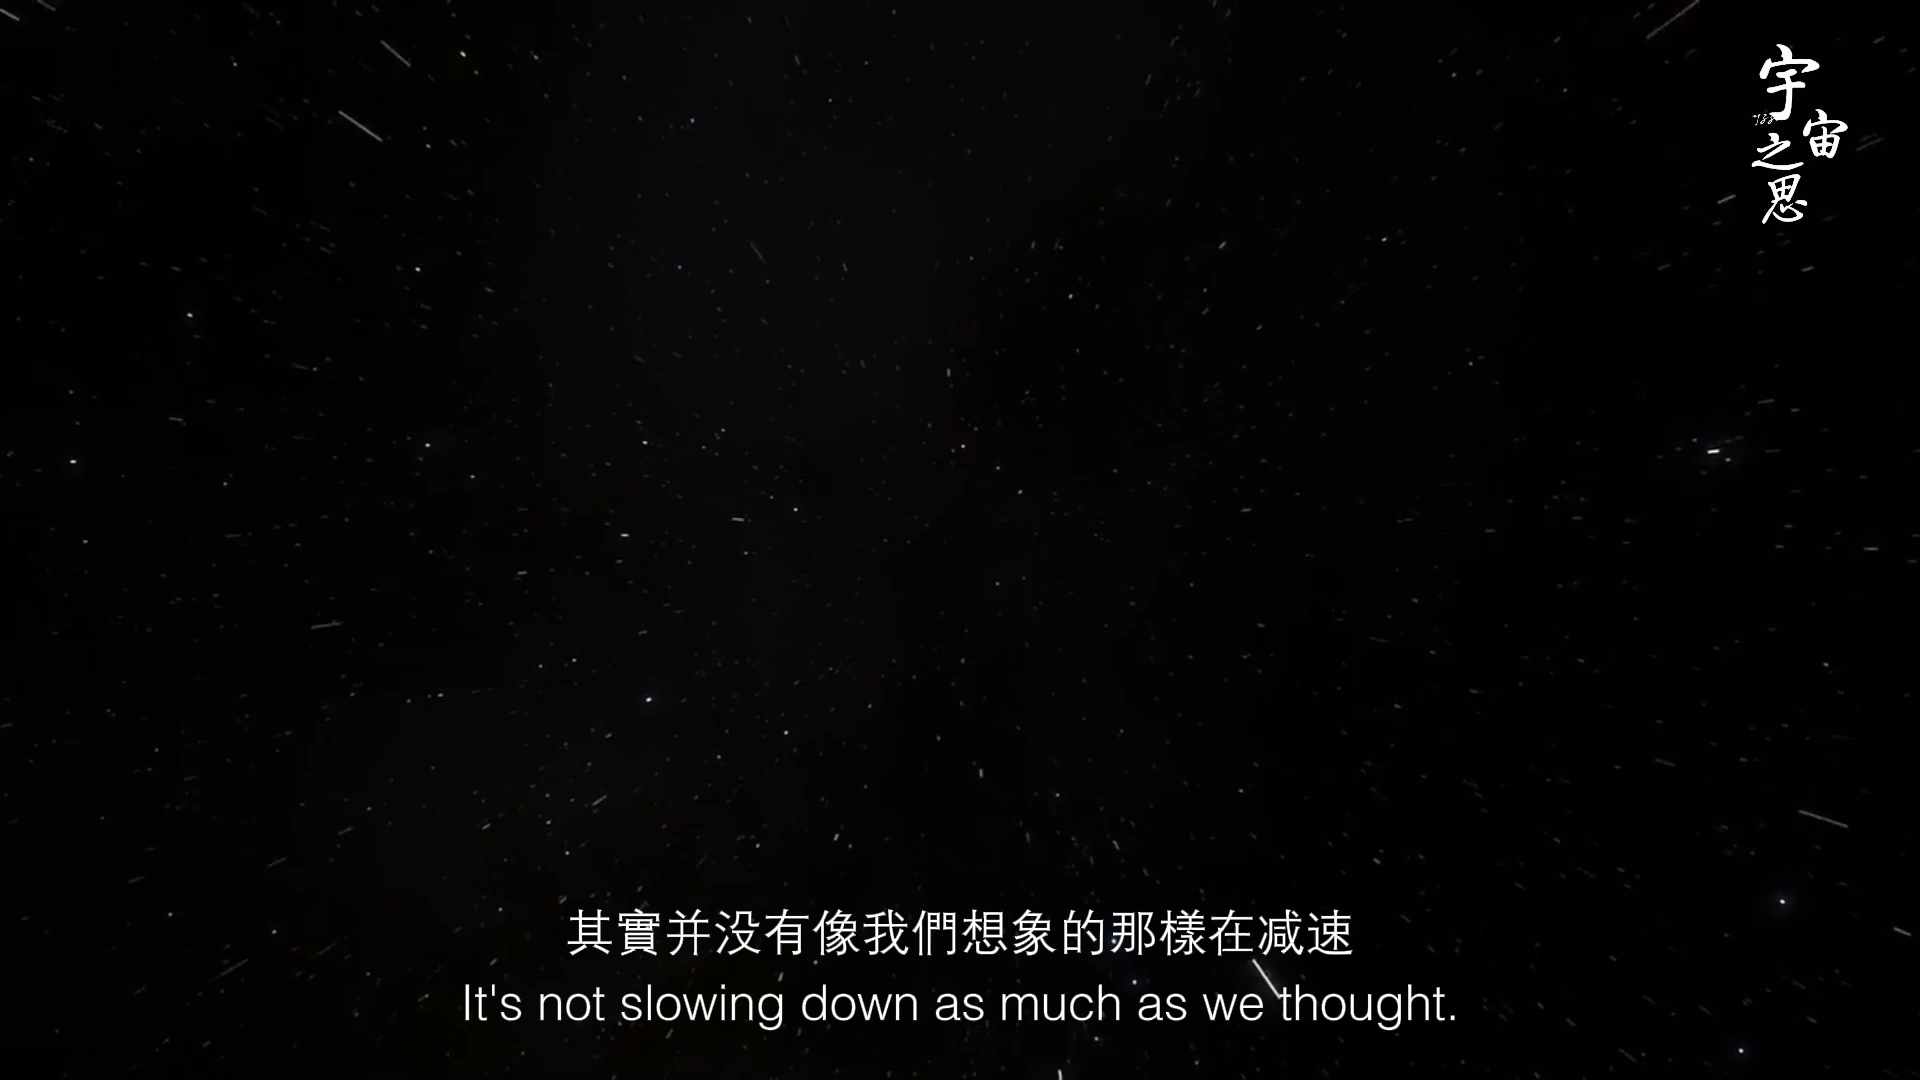 宇宙
之思
其實并没有像我們想象的那樣在减速
It's not slowing down as much as we thought.